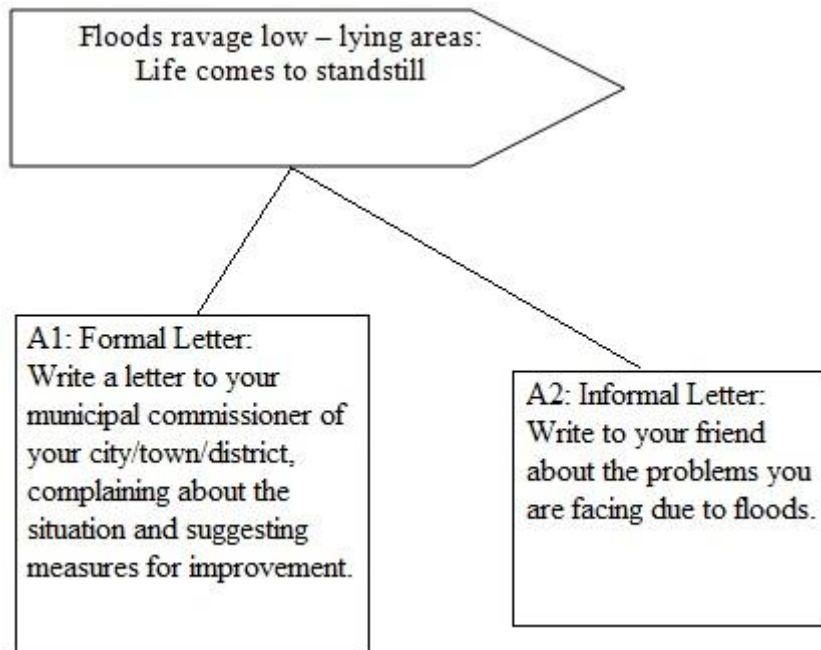 Floods ravage low – lying areas:
Life comes to standstill
A1: Formal Letter:
Write a letter to your
municipal commissioner of
your city/town/district,
complaining about the
situation and suggesting
measures for improvement.
A2: Informal Letter:
Write to your friend
about the problems you
are facing due to floods.